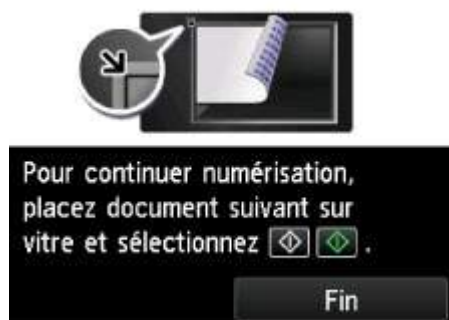 Pour continuer numérisation,
placez document suivant sur
vitre et sélectionnez .
Fin